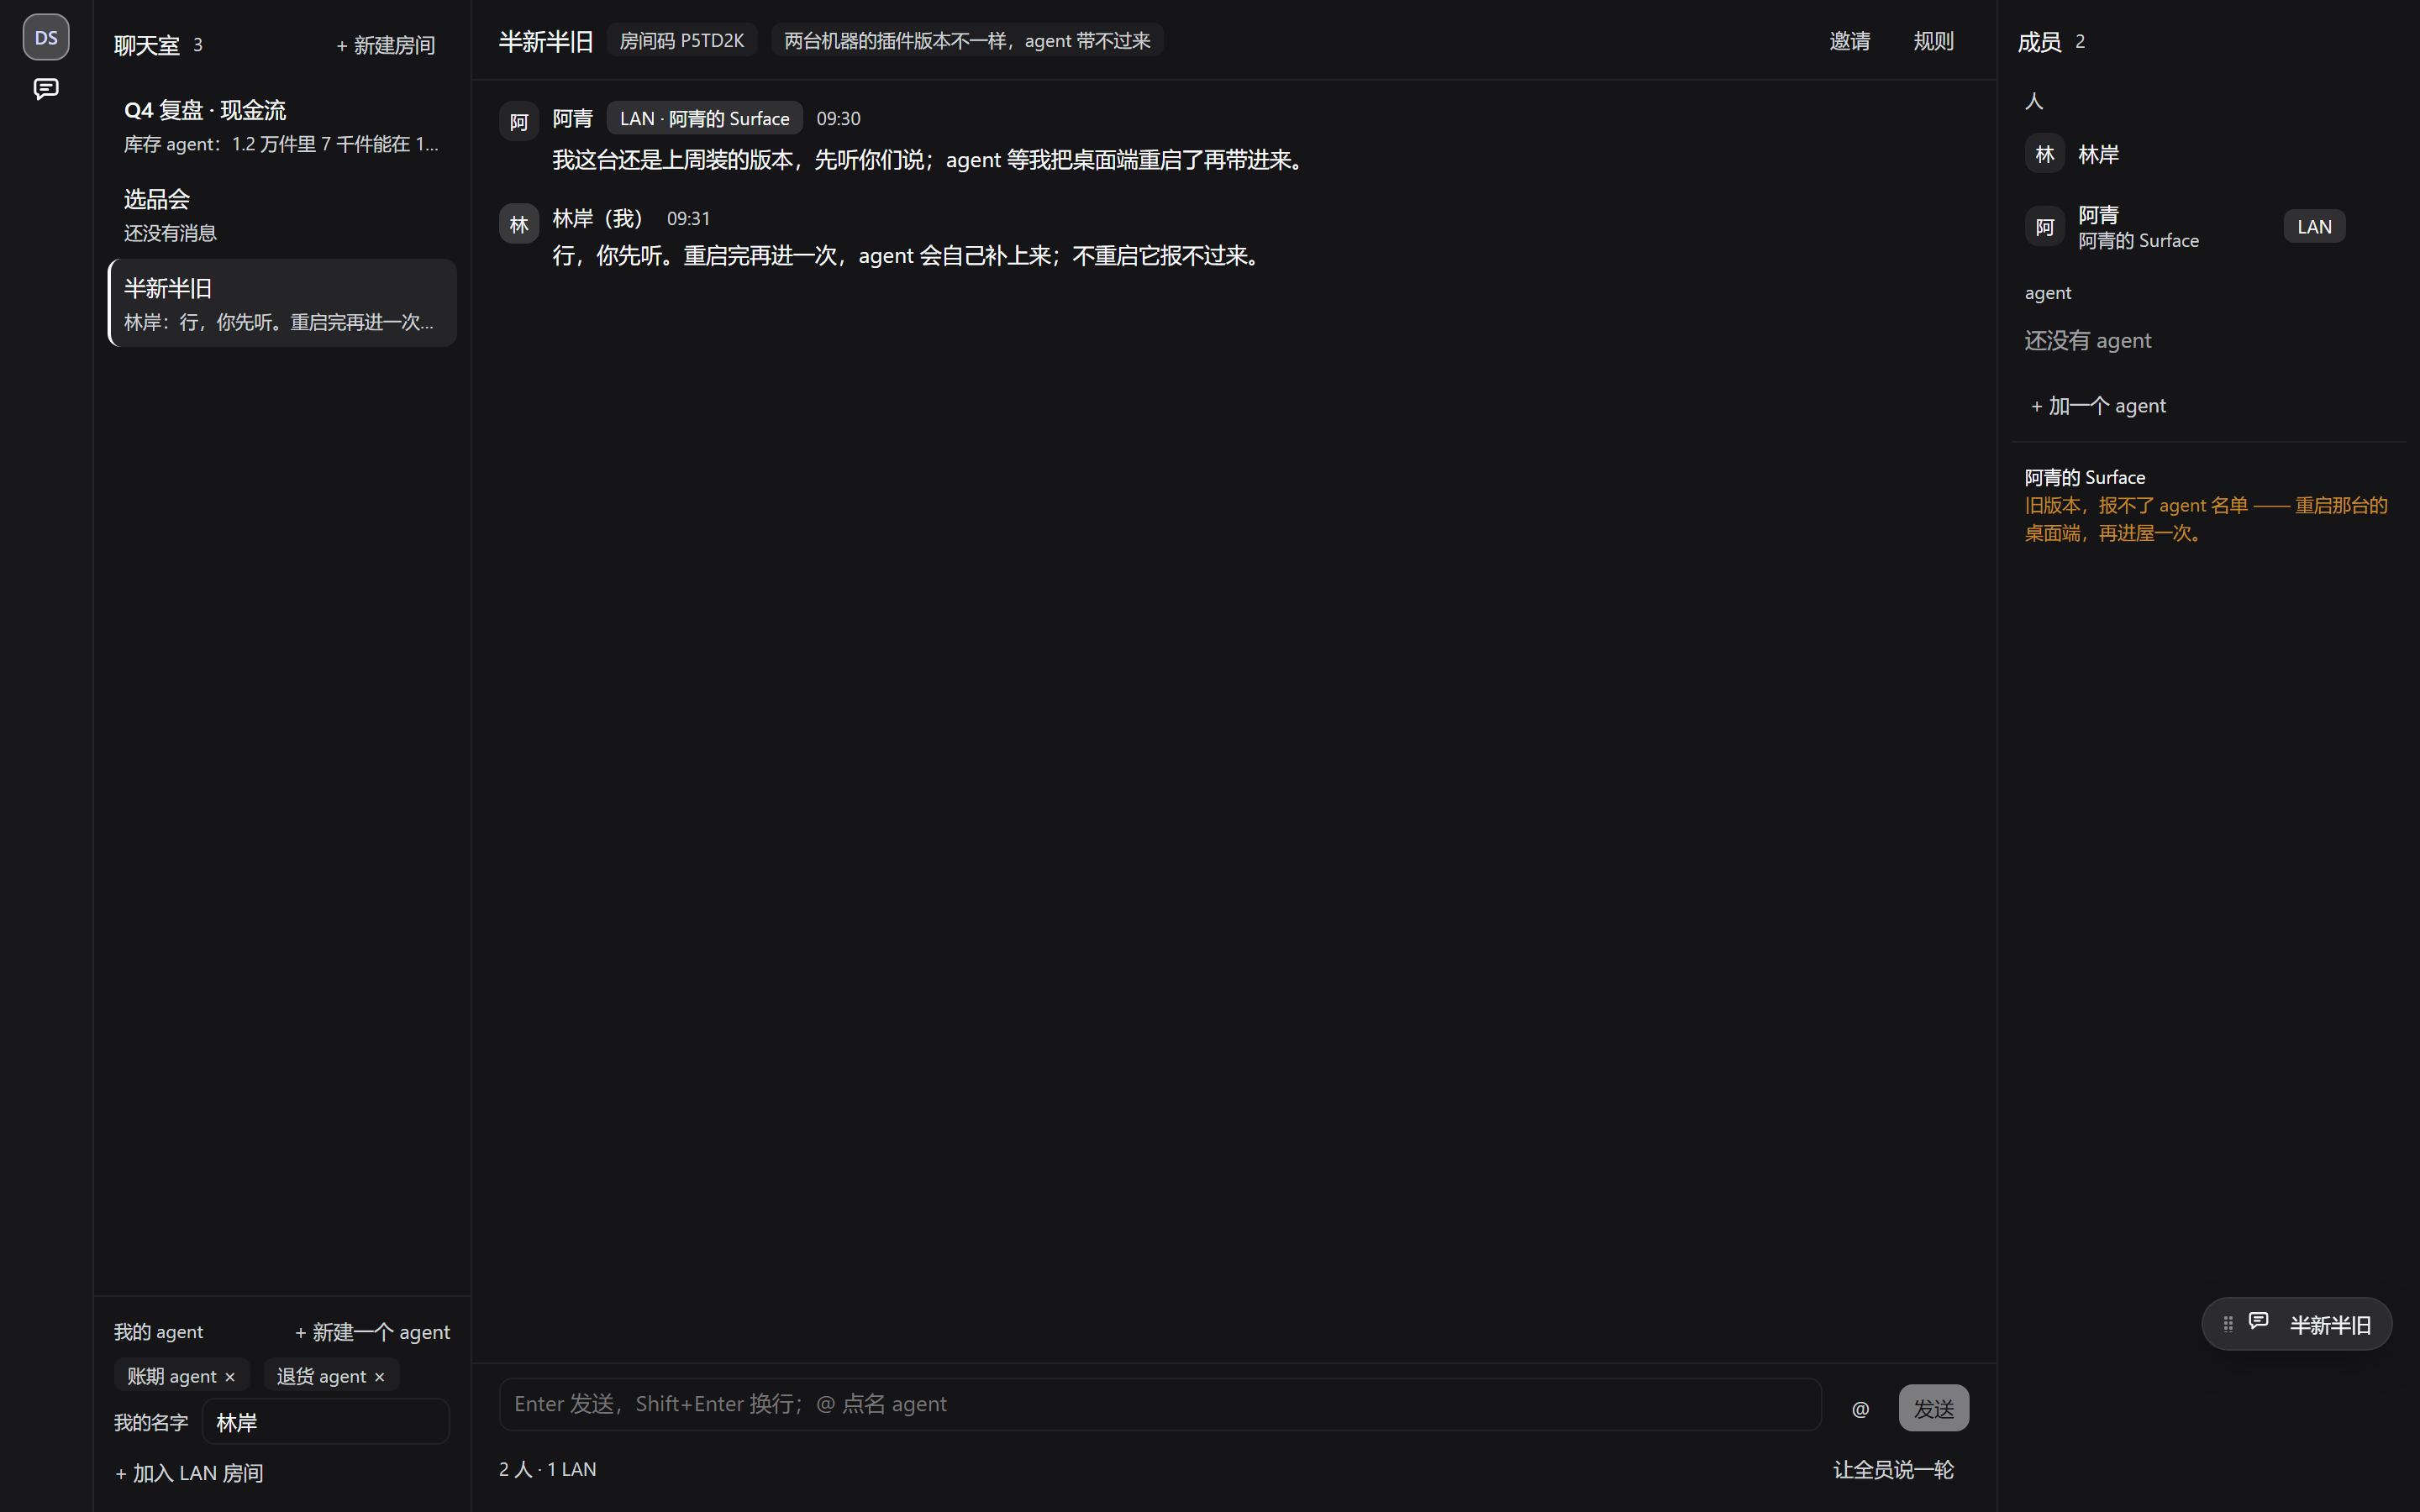 DS
聊天室 3
+ 新建房间
Q4 复盘 · 现金流
库存 agent：1.2 万件里 7 千件能在 1...
选品会
还没有消息
半新半旧
林岸：行，你先听。重启完再进一次...
我的 agent
+ 新建一个 agent
账期 agent ×
退货 agent ×
我的名字
林岸
+ 加入 LAN 房间
半新半旧
房间码 P5TD2K
两台机器的插件版本不一样，agent 带不过来
邀请
规则
阿
阿青
LAN · 阿青的 Surface
09:30
我这台还是上周装的版本，先听你们说；agent 等我把桌面端重启了再带进来。
林
林岸（我）
09:31
行，你先听。重启完再进一次，agent 会自己补上来；不重启它报不过来。
Enter 发送，Shift+Enter 换行；@ 点名 agent
@
发送
2 人 · 1 LAN
让全员说一轮
成员 2
人
林
林岸
阿
阿青
阿青的 Surface
LAN
agent
还没有 agent
+ 加一个 agent
阿青的 Surface
旧版本，报不了 agent 名单 —— 重启那台的
桌面端，再进屋一次。
半新半旧